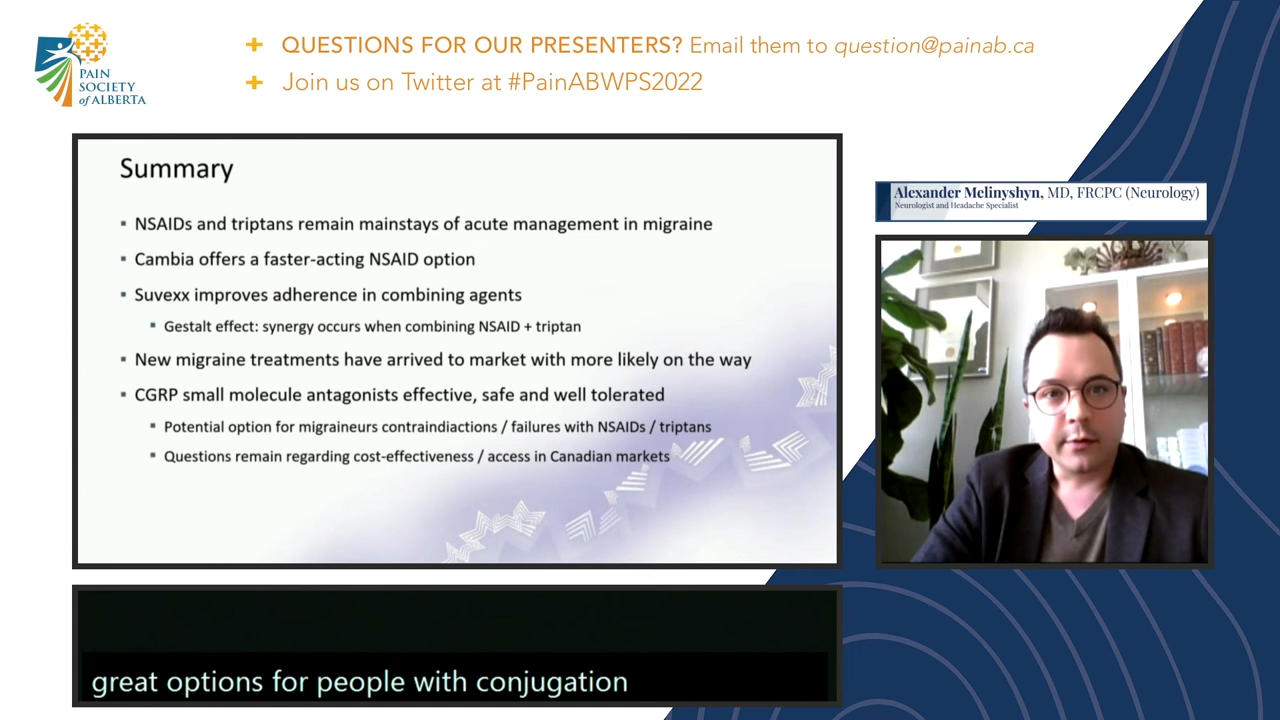 PAIN
SOCIETY
of ALBERTA
+ QUESTIONS FOR OUR PRESENTERS? Email them to question@painab.ca
+ Join us on Twitter at #PainABWPS2022
Summary
▪ NSAIDs and triptans remain mainstays of acute management in migraine
▪ Cambia offers a faster-acting NSAID option
▪ Suvexx improves adherence in combining agents
▪ Gestalt effect: synergy occurs when combining NSAID + triptan
▪ New migraine treatments have arrived to market with more likely on the way
▪ CGRP small molecule antagonists effective, safe and well tolerated
▪ Potential option for migraineurs contraindiactions / failures with NSAIDs / triptans
▪ Questions remain regarding cost-effectiveness / access in Canadian markets
Alexander Melinyshyn, MD, FRCPC (Neurology)
Neurologist and Headache Specialist
great options for people with conjugation